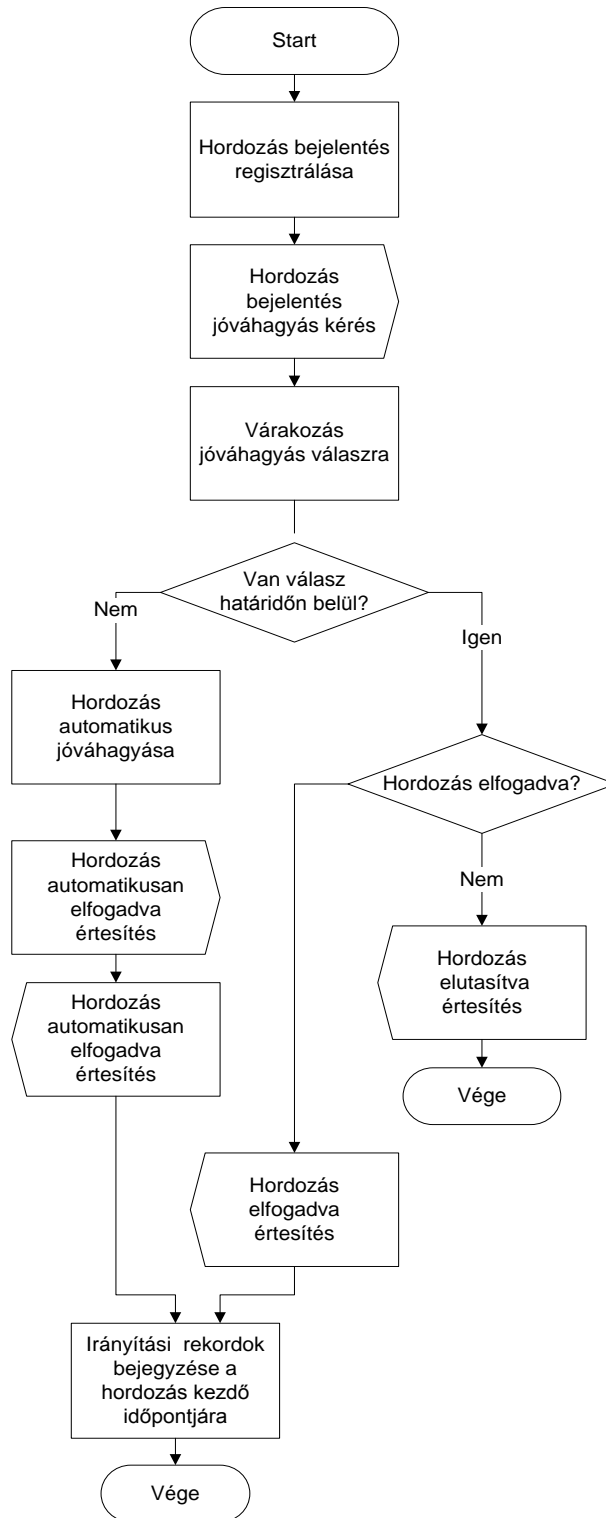 Start
Hordozás bejelentés
regisztrálása
Hordozás
bejelentés
jóváhagyás kérés
Várakozás
jóváhagyás válaszra
Van válasz
határidőn belül?
Nem
Igen
Hordozás
automatikus
jóváhagyása
Hordozás elfogadva?
Hordozás
automatikusan
elfogadva
értesítés
Nem
Hordozás
elutasítva
értesítés
Hordozás
automatikusan
elfogadva
értesítés
Vége
Hordozás
elfogadva
értesítés
Irányítási rekordok
bejegyzése a
hordozás kezdő
időpontjára
Vége